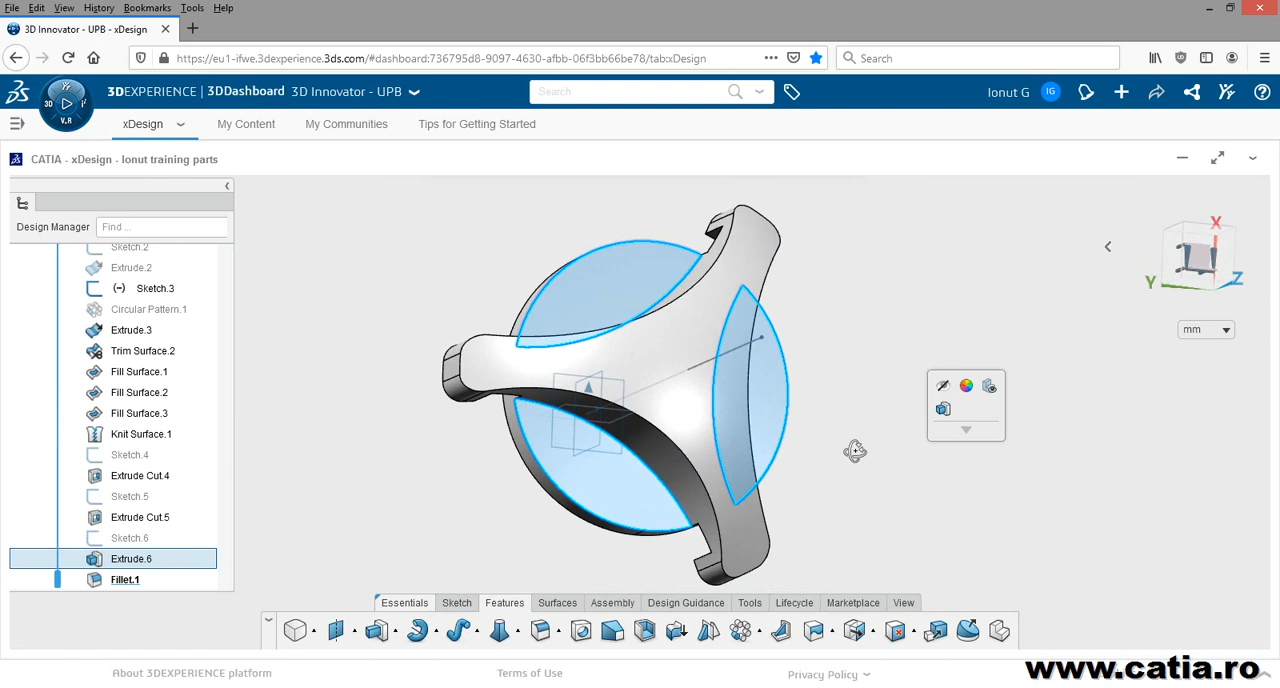 File Edit View History Bookmarks Tools Help
3D Innovator - UPB - xDesign
https://eu1-ifwe.3dexperience.3ds.com/#dashboard:736795d8-9097-4630-afbb-06f3bb66be78/tab:xDesign
Search
3D V.R
3DEXPERIENCE | 3DDashboard 3D Innovator - UPB
Search
Ionut G IG
xDesign My Content My Communities Tips for Getting Started
CATIA - xDesign - Ionut training parts
Design Manager Find ...
Sketch.2
Extrude.2
(-) Sketch.3
Circular Pattern.1
Extrude.3
Trim Surface.2
Fill Surface.1
Fill Surface.2
Fill Surface.3
Knit Surface.1
Sketch.4
Extrude Cut.4
Sketch.5
Extrude Cut.5
Sketch.6
Extrude.6
Fillet.1
X
Y Z
mm
Essentials Sketch Features Surfaces Assembly Design Guidance Tools Lifecycle Marketplace View
About 3DEXPERIENCE platform Terms of Use Privacy Policy
www.catia.ro